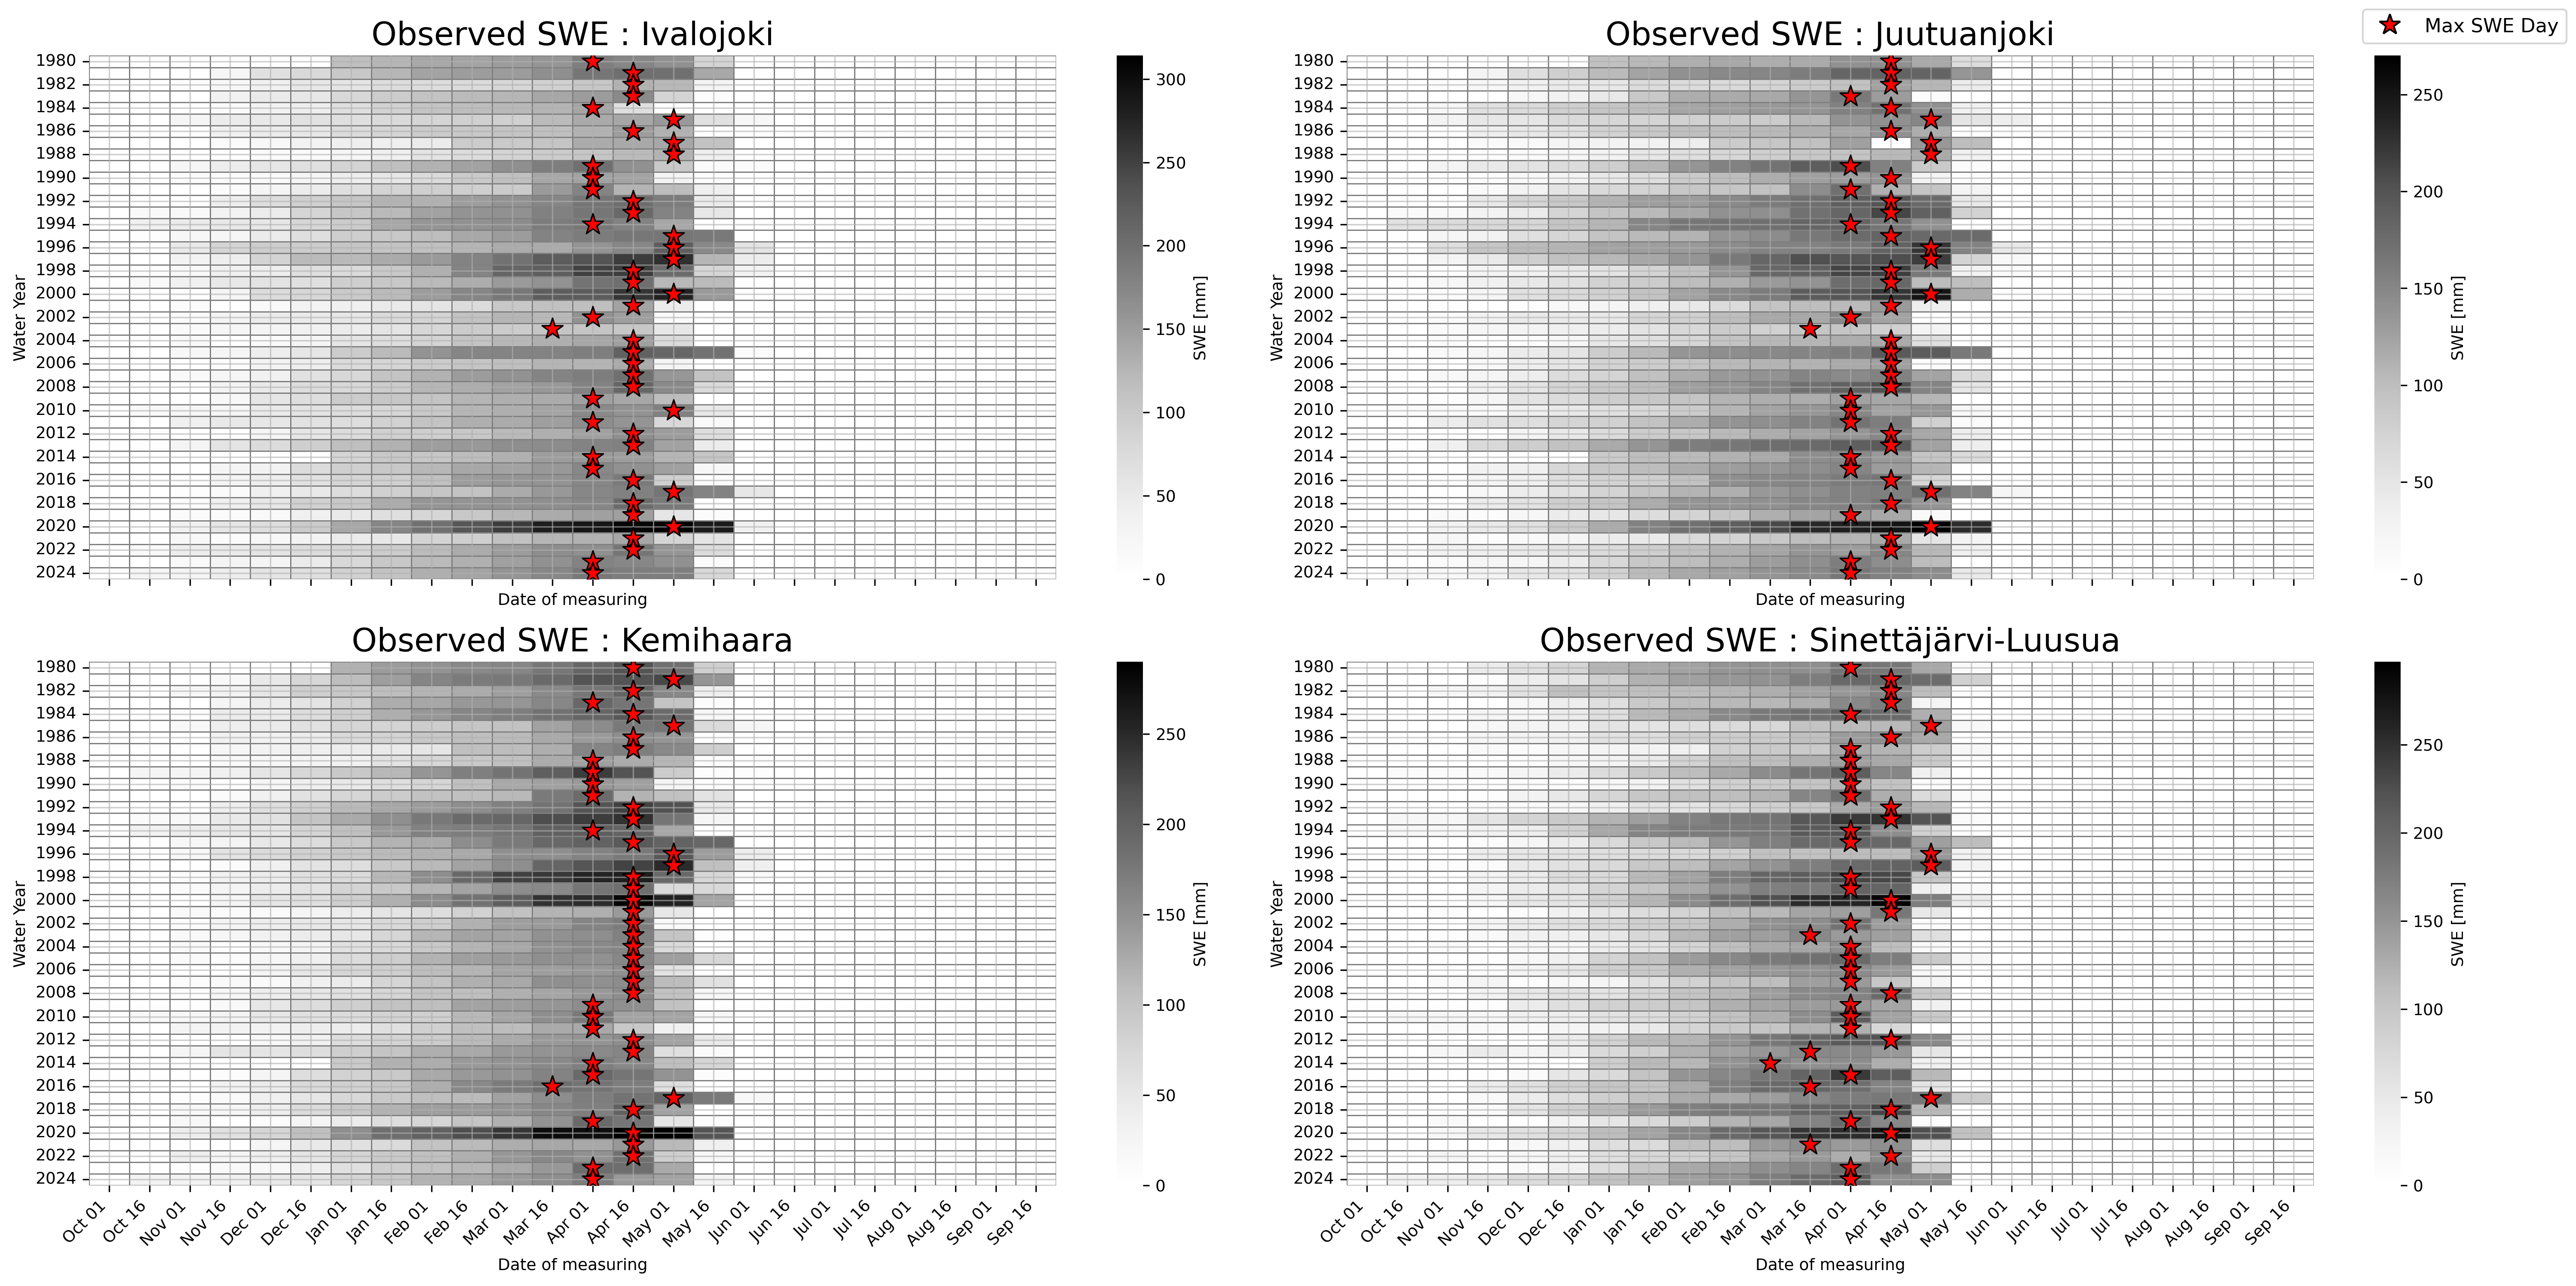 Max SWE Day
Observed SWE : Ivalojoki
1980
1982
1984
1986
1988
1990
1992
1994
1996
1998
2000
2002
2004
2006
2008
2010
2012
2014
2016
2018
2020
2022
2024
Water Year
Date of measuring
300
250
200
150
100
50
0
SWE [mm]
Observed SWE : Juutuanjoki
1980
1982
1984
1986
1988
1990
1992
1994
1996
1998
2000
2002
2004
2006
2008
2010
2012
2014
2016
2018
2020
2022
2024
Water Year
Date of measuring
250
200
150
100
50
0
SWE [mm]
Observed SWE : Kemihaara
1980
1982
1984
1986
1988
1990
1992
1994
1996
1998
2000
2002
2004
2006
2008
2010
2012
2014
2016
2018
2020
2022
2024
Water Year
Oct 01
Oct 16
Nov 01
Nov 16
Dec 01
Dec 16
Jan 01
Jan 16
Feb 01
Feb 16
Mar 01
Mar 16
Apr 01
Apr 16
May 01
May 16
Jun 01
Jun 16
Jul 01
Jul 16
Aug 01
Aug 16
Sep 01
Sep 16
Date of measuring
250
200
150
100
50
0
SWE [mm]
Observed SWE : Sinettäjärvi-Luusua
1980
1982
1984
1986
1988
1990
1992
1994
1996
1998
2000
2002
2004
2006
2008
2010
2012
2014
2016
2018
2020
2022
2024
Water Year
Oct 01
Oct 16
Nov 01
Nov 16
Dec 01
Dec 16
Jan 01
Jan 16
Feb 01
Feb 16
Mar 01
Mar 16
Apr 01
Apr 16
May 01
May 16
Jun 01
Jun 16
Jul 01
Jul 16
Aug 01
Aug 16
Sep 01
Sep 16
Date of measuring
250
200
150
100
50
0
SWE [mm]